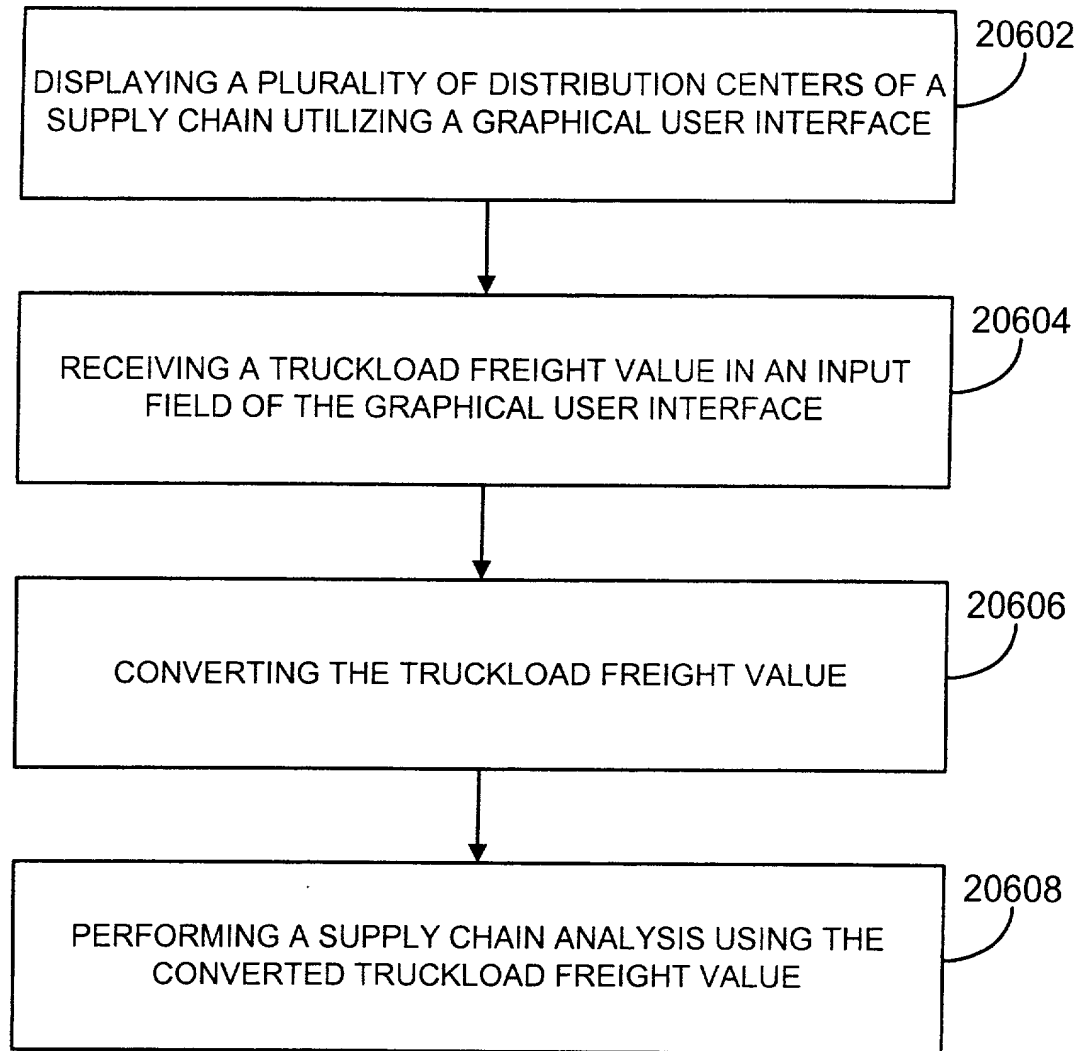 20602
DISPLAYING A PLURALITY OF DISTRIBUTION CENTERS OF A
SUPPLY CHAIN UTILIZING A GRAPHICAL USER INTERFACE
20604
RECEIVING A TRUCKLOAD FREIGHT VALUE IN AN INPUT
FIELD OF THE GRAPHICAL USER INTERFACE
20606
CONVERTING THE TRUCKLOAD FREIGHT VALUE
20608
PERFORMING A SUPPLY CHAIN ANALYSIS USING THE
CONVERTED TRUCKLOAD FREIGHT VALUE